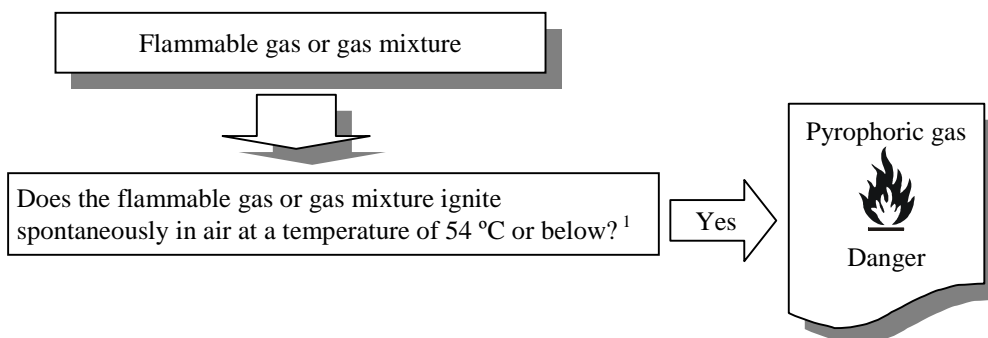 Flammable gas or gas mixture
Does the flammable gas or gas mixture ignite
spontaneously in air at a temperature of 54 ºC or below? 1
Yes
Pyrophoric gas
Danger